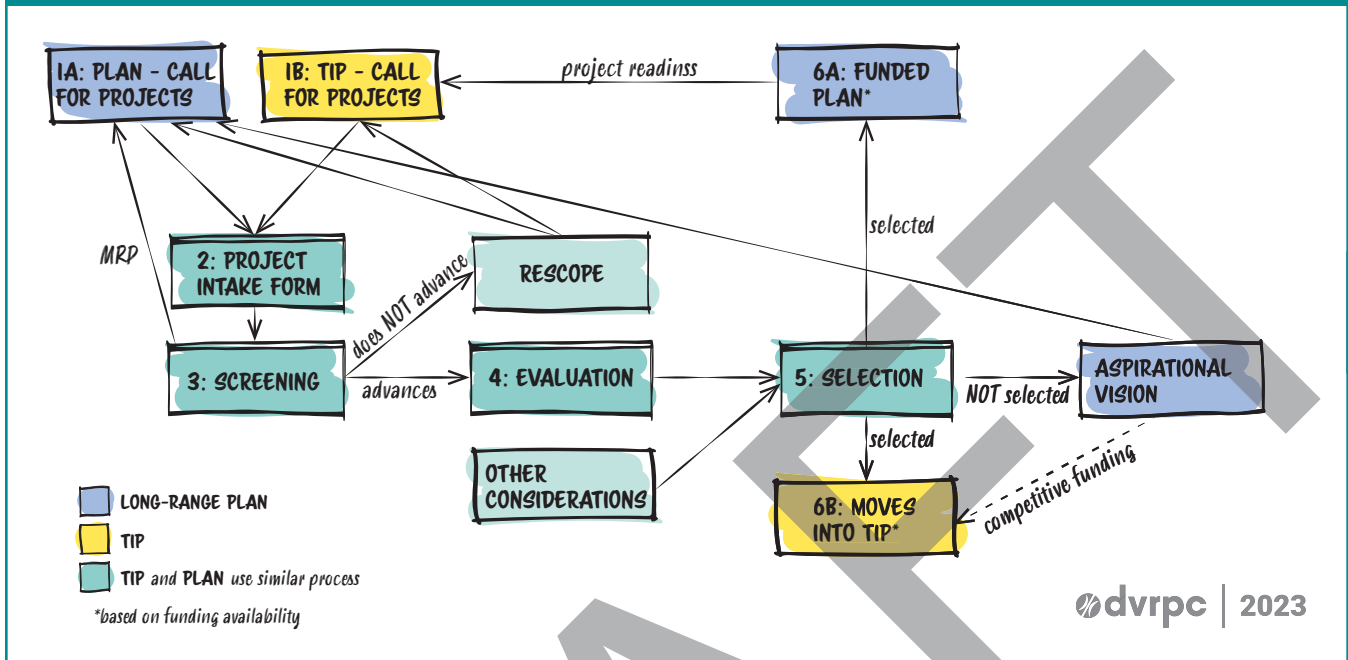 1A: PLAN - CALL
FOR PROJECTS
1B: TIP - CALL
FOR PROJECTS
project readinss
6A: FUNDED
PLAN*
MRP
2: PROJECT
INTAKE FORM
does NOT advance
RESCOPE
selected
3: SCREENING
advances
4: EVALUATION
5: SELECTION
NOT selected
ASPIRATIONAL
VISION
OTHER
CONSIDERATIONS
selected
6B: MOVES
INTO TIP*
competitive funding
LONG-RANGE PLAN
TIP
TIP and PLAN use similar process
*based on funding availability
dvrpc | 2023